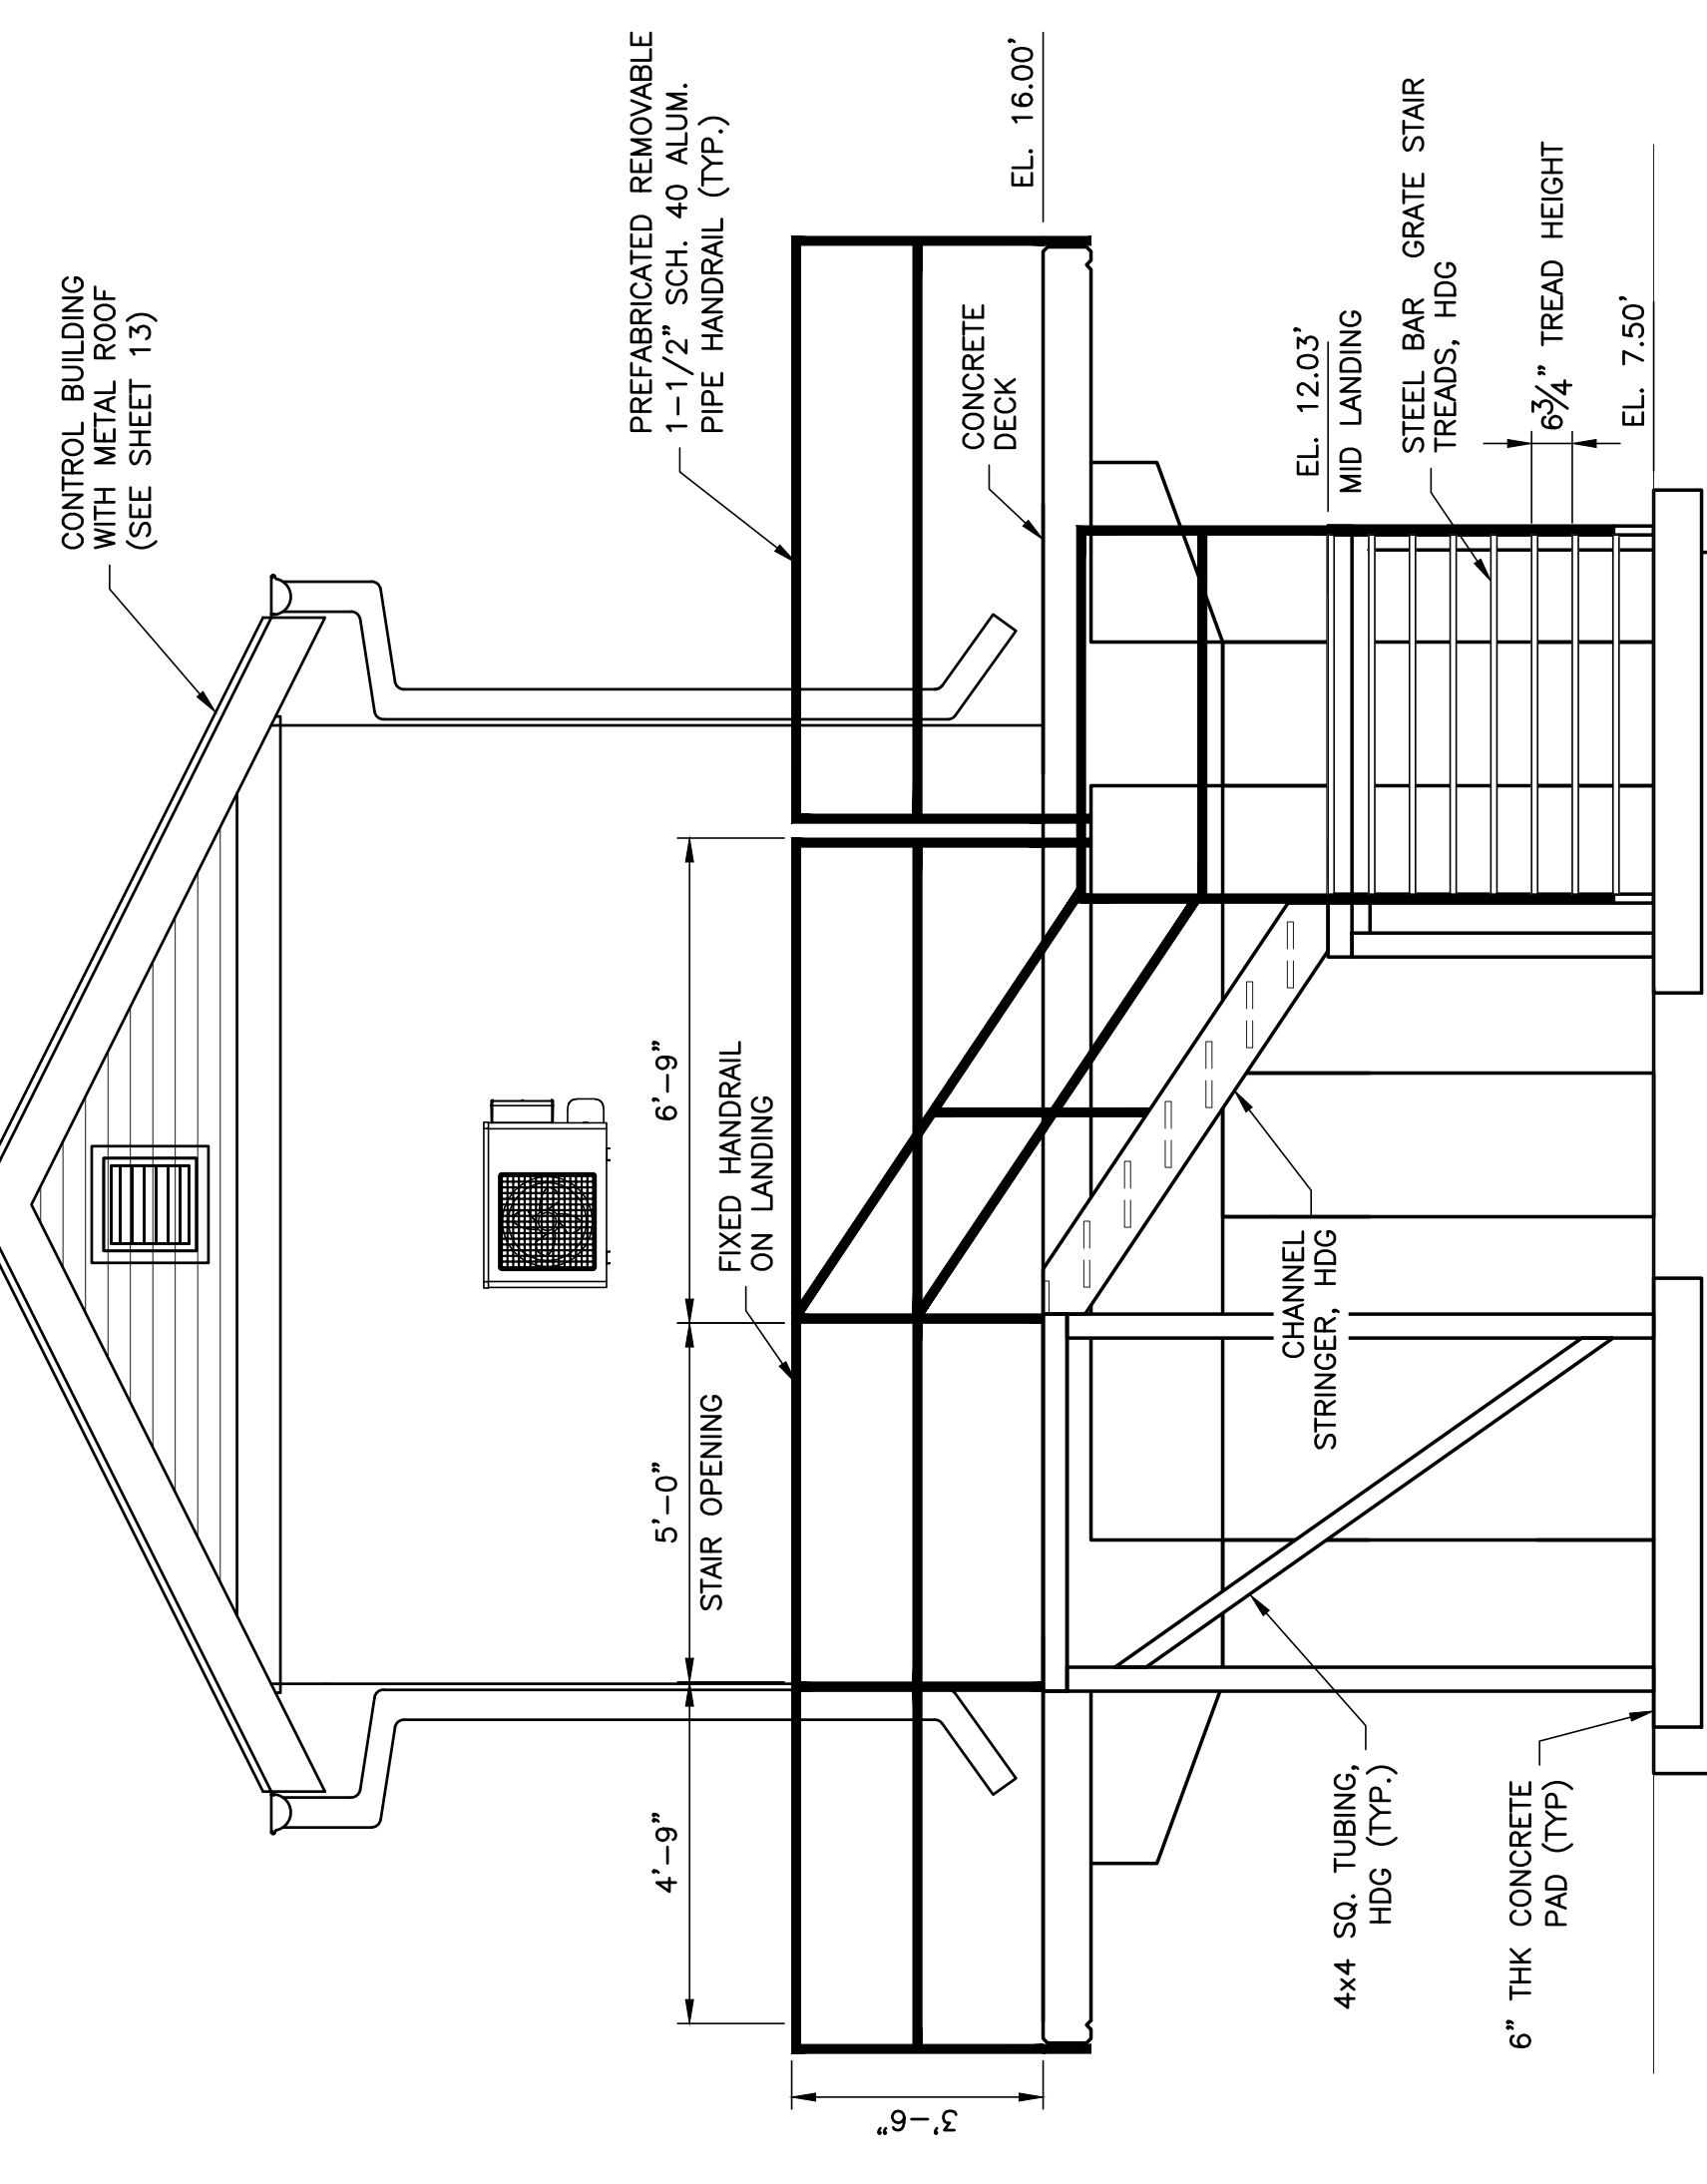 CONTROL BUILDING
WITH METAL ROOF
(SEE SHEET 13)
PREFABRICATED REMOVABLE
1-1/2" SCH. 40 ALUM.
PIPE HANDRAIL (TYP.)
4'-9"
5'-0"
STAIR OPENING
6'-9"
FIXED HANDRAIL
ON LANDING
3'-6"
EL. 16.00'
CONCRETE
DECK
EL. 12.03'
MID LANDING
CHANNEL
STRINGER, HDG
4x4 SQ. TUBING,
HDG (TYP.)
STEEL BAR GRATE STAIR
TREADS, HDG
6¾" TREAD HEIGHT
6" THK CONCRETE
PAD (TYP)
EL. 7.50'